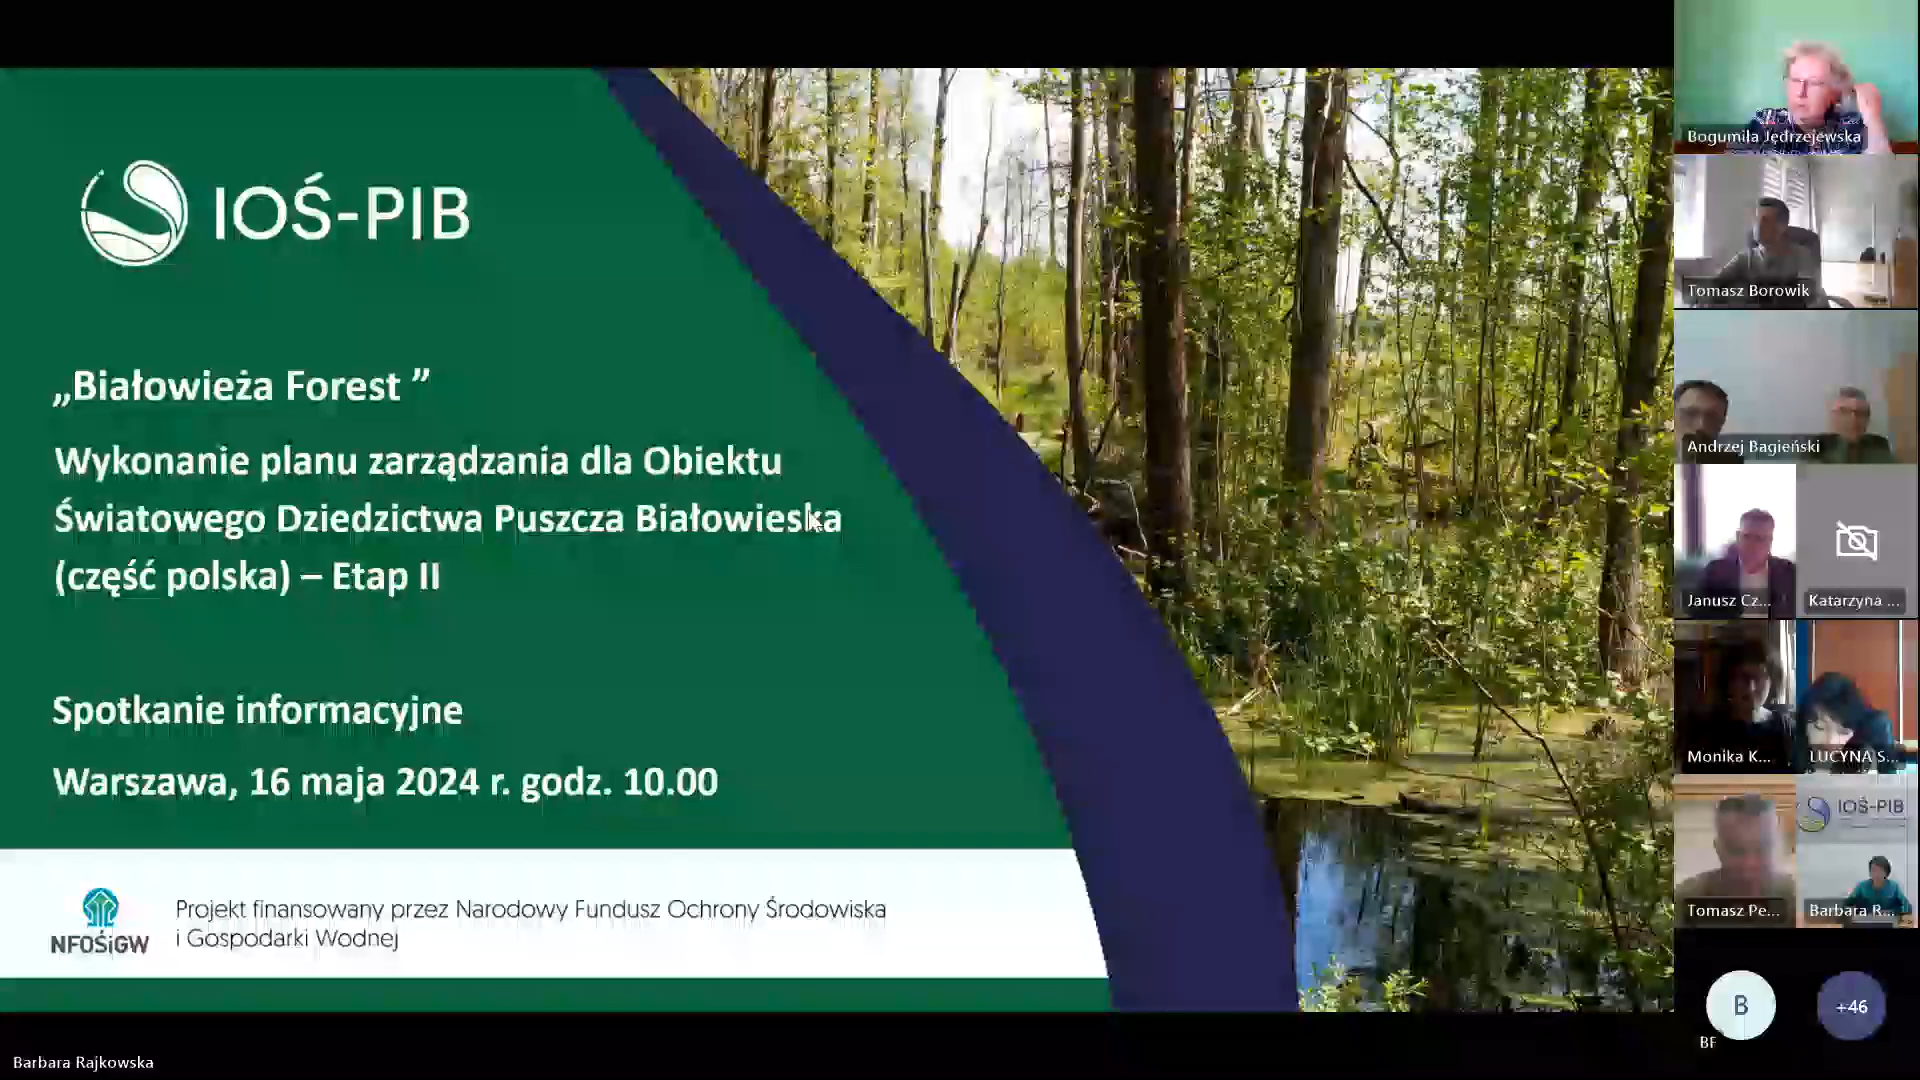 IOŚ-PIB
„Białowieża Forest ”
Wykonanie planu zarządzania dla Obiektu
Światowego Dziedzictwa Puszcza Białowieska
(część polska) – Etap II
Spotkanie informacyjne
Warszawa, 16 maja 2024 r. godz. 10.00
NFOŚiGW
Projekt finansowany przez Narodowy Fundusz Ochrony Środowiska
i Gospodarki Wodnej
Barbara Rajkowska
Bogumiła Jędrzejewska
Tomasz Borowik
Andrzej Bagieński
Janusz Cz...
Katarzyna ...
Monika K...
LUCYNA S...
IOŚ-PIB
Tomasz Pe...
Barbara R...
B
+46
BF